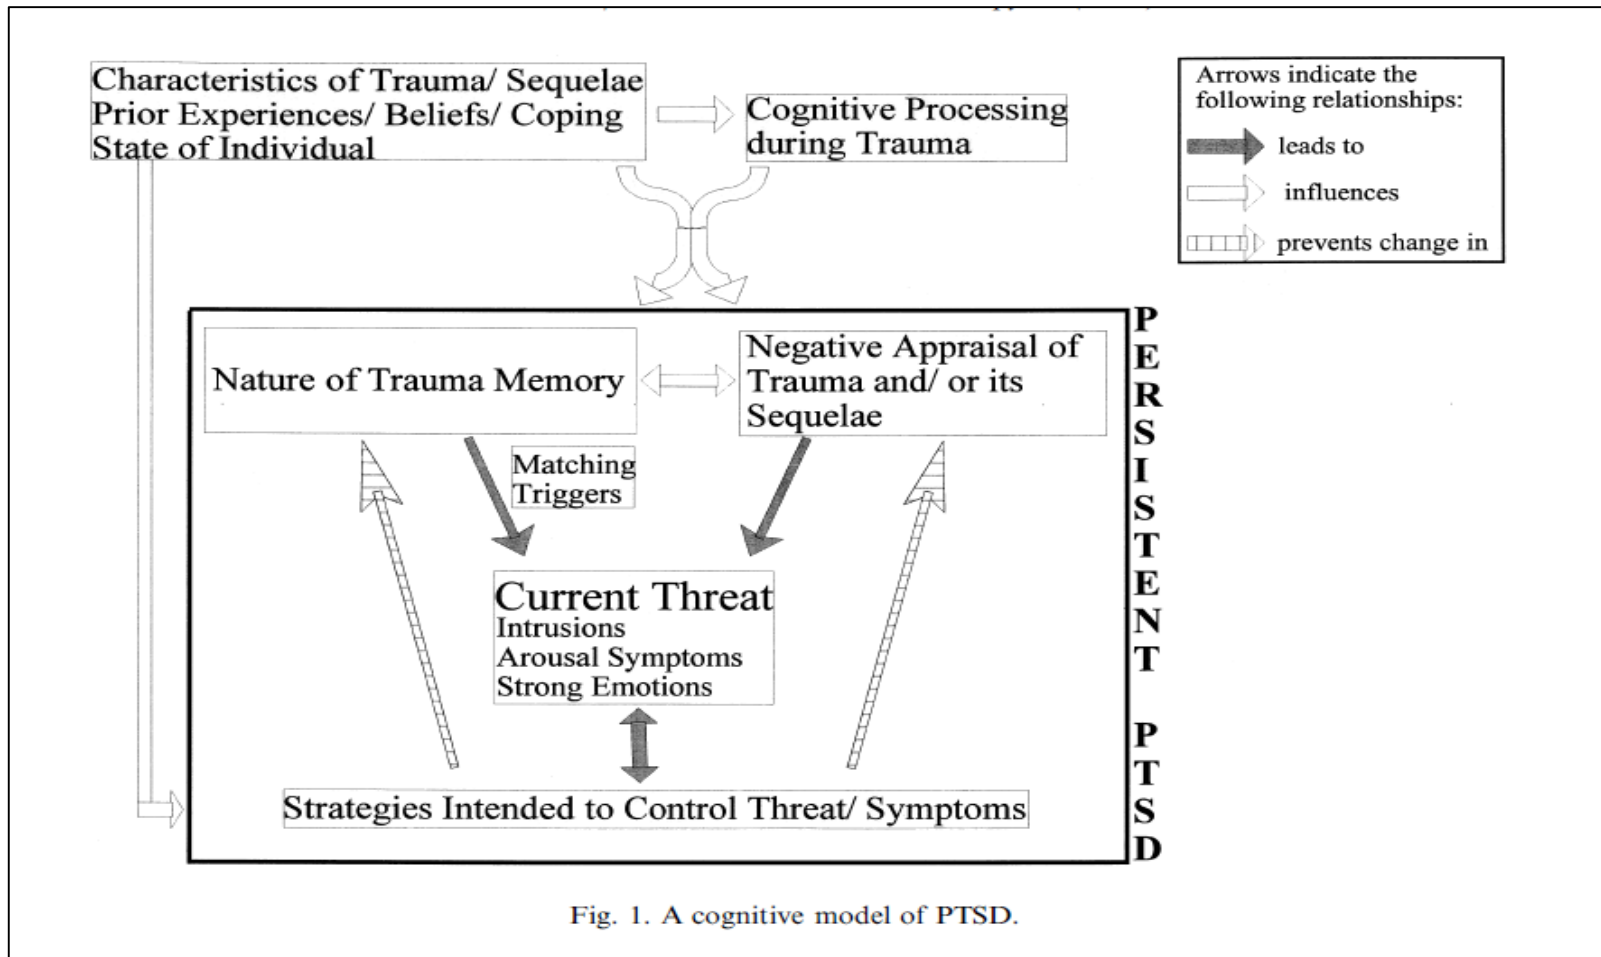 Characteristics of Trauma/ Sequelae
Prior Experiences/ Beliefs/ Coping
State of Individual
Cognitive Processing
during Trauma
Arrows indicate the
following relationships:
leads to
influences
prevents change in
Nature of Trauma Memory
Negative Appraisal of
Trauma and/ or its
Sequelae
Matching
Triggers
Current Threat
Intrusions
Arousal Symptoms
Strong Emotions
Strategies Intended to Control Threat/ Symptoms
PERSISTENT PTSD
Fig. 1. A cognitive model of PTSD.